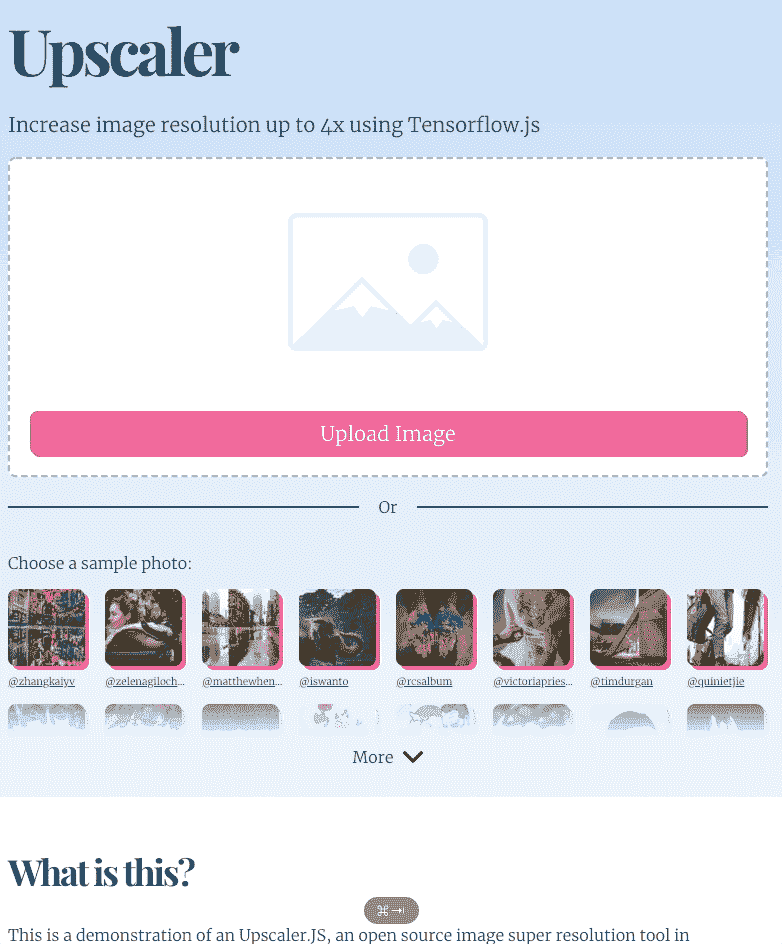 Upscaler
Increase image resolution up to 4x using Tensorflow.js
Upload Image
Or
Choose a sample photo:
@zhangkaiyv @zelenagiloch... @matthewhen... @iswanto @rcsalbum @victoriapries... @timdurgan @quinietjie
More
What is this?
⌘ ⇥
This is a demonstration of an Upscaler.JS, an open source image super resolution tool in